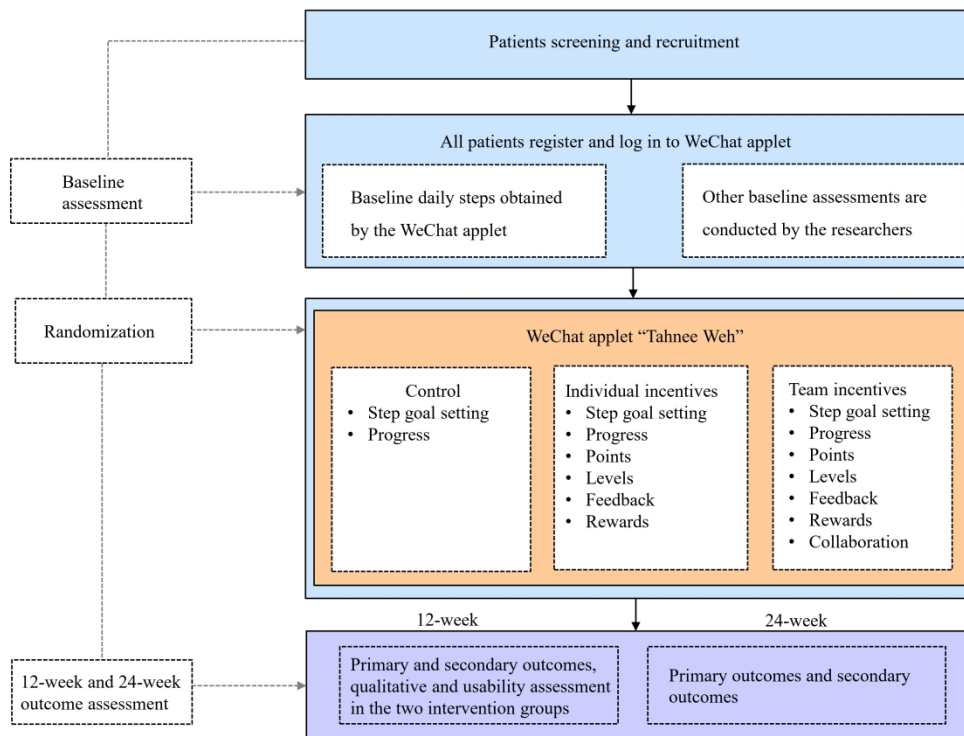 Patients screening and recruitment
All patients register and log in to WeChat applet
Baseline
assessment
Baseline daily steps obtained
by the WeChat applet
Other baseline assessments are
conducted by the researchers
Randomization
WeChat applet “Tahnee Weh”
Control
• Step goal setting
• Progress
Individual incentives
• Step goal setting
• Progress
• Points
• Levels
• Feedback
• Rewards
Team incentives
• Step goal setting
• Progress
• Points
• Levels
• Feedback
• Rewards
• Collaboration
12-week
24-week
12-week and 24-week
outcome assessment
Primary and secondary outcomes,
qualitative and usability assessment
in the two intervention groups
Primary outcomes and secondary
outcomes